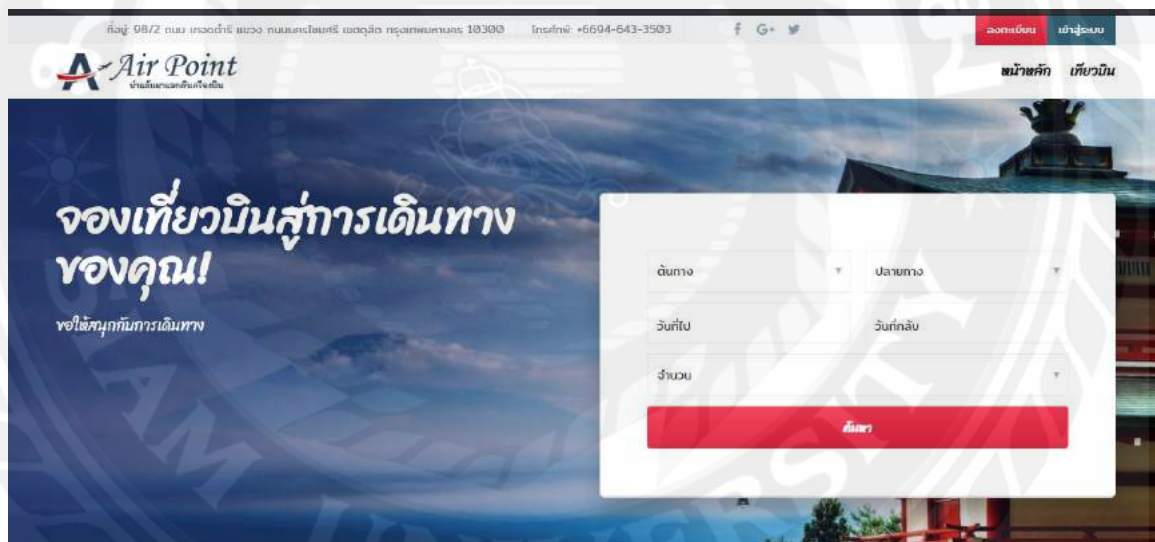 ที่อยู่: 98/2 ถนน เทอดดำริ แขวง ถนนนครไชยศรี เขตดุสิต กรุงเทพมหานคร 10300 โทรศัพท์: +6694-643-3503 f G+
ลงทะเบียน เข้าสู่ระบบ
Air Point
หน้าหลัก เที่ยวบิน
จองเที่ยวบินสู่การเดินทาง
ของคุณ!
ขอให้สนุกกับการเดินทาง
ต้นทาง ปลายทาง
วันที่ไป วันที่กลับ
จำนวน
ค้นหา
SIAM UNIVERSITY